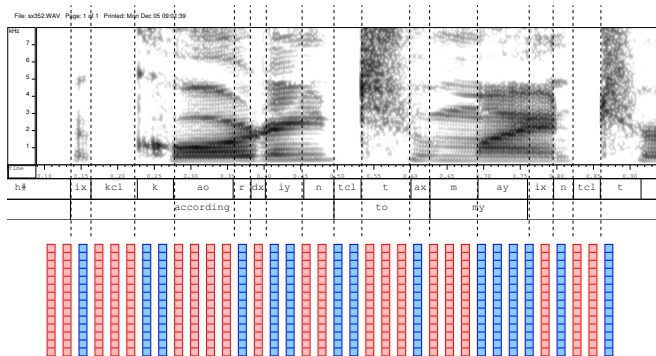 File: sx352.WAV Page: 1 of 1 Printed: Mon Dec 05 09:01:39
kHz
7
6
5
4
3
2
1
time
0.10 0.15 0.20 0.25 0.30 0.35 0.40 0.45 0.50 0.55 0.60 0.65 0.70 0.75 0.80 0.85 0.90
h# ix kcl k ao r dx iy n tcl t ax m ay ix n tcl t
according to my